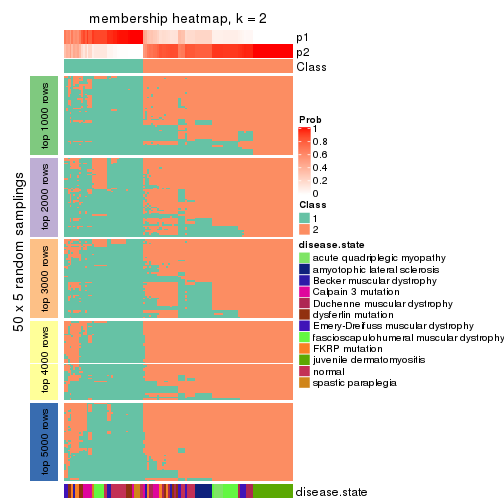 membership heatmap, k = 2
p1
p2
Class
50 x 5 random samplings
top 1000 rows
top 2000 rows
top 3000 rows
top 4000 rows
top 5000 rows
disease.state
Prob
1
0.8
0.6
0.4
0.2
0
Class
1
2
disease.state
acute quadriplegic myopathy
amyotophic lateral sclerosis
Becker muscular dystrophy
Calpain 3 mutation
Duchenne muscular dystrophy
dysferlin mutation
Emery-Dreifuss muscular dystrophy
fascioscapulohumeral muscular dystrophy
FKRP mutation
juvenile dermatomyositis
normal
spastic paraplegia